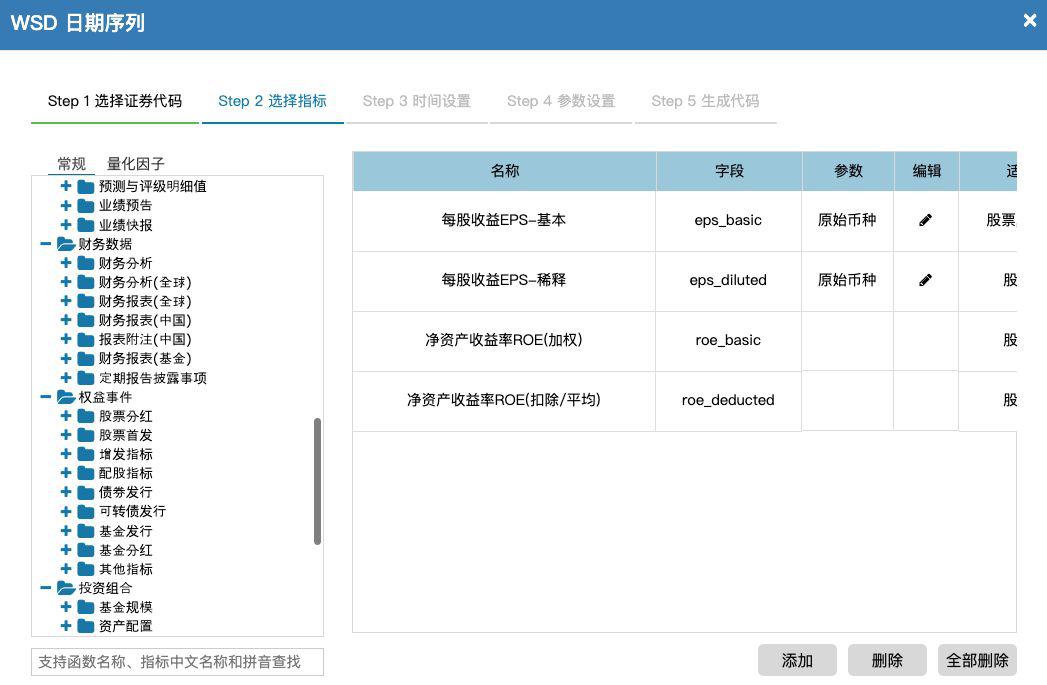 WSD 日期序列
Step 1 选择证券代码 Step 2 选择指标 Step 3 时间设置 Step 4 参数设置 Step 5 生成代码
常规 量化因子
预测与评级明细值
业绩预告
业绩快报
财务数据
财务分析
财务分析(全球)
财务报表(全球)
财务报表(中国)
报表附注(中国)
财务报表(基金)
定期报告披露事项
权益事件
股票分红
股票首发
增发指标
配股指标
债券发行
可转债发行
基金发行
基金分红
其他指标
投资组合
基金规模
资产配置
支持函数名称、指标中文名称和拼音查找
名称 字段 参数 编辑 适
每股收益EPS-基本 eps_basic 原始币种 股票
每股收益EPS-稀释 eps_diluted 原始币种 股
净资产收益率ROE(加权) roe_basic 股
净资产收益率ROE(扣除/平均) roe_deducted 股
添加 删除 全部删除